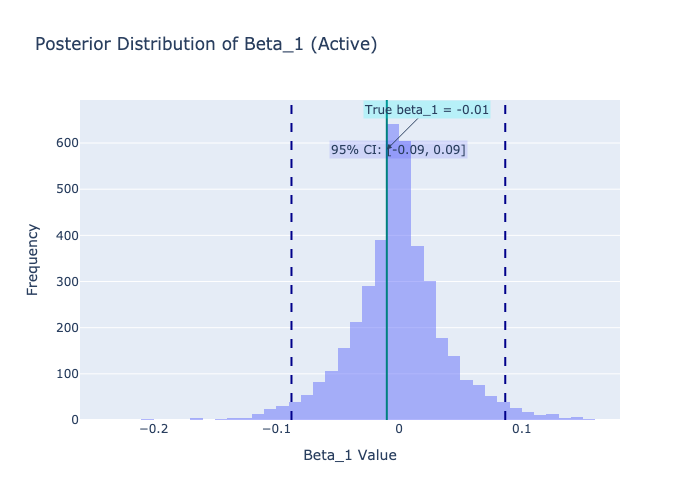 Posterior Distribution of Beta_1 (Active)
True beta_1 = -0.01
95% CI: [-0.09, 0.09]
600
500
400
300
200
100
0
Frequency
−0.2
−0.1
0
0.1
Beta_1 Value